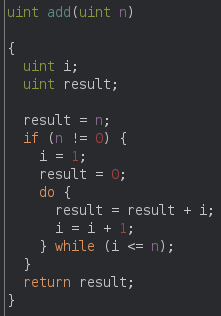 uint add(uint n)
{
uint i;
uint result;
result = n;
if (n != 0) {
i = 1;
result = 0;
do {
result = result + i;
i = i + 1;
} while (i <= n);
}
return result;
}